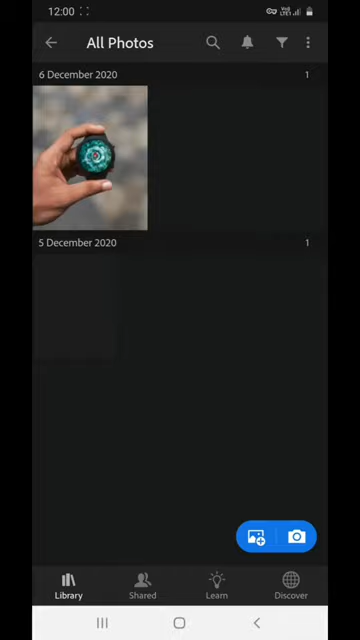 12:00
All Photos
6 December 2020 1
5 December 2020 1
Library Shared Learn Discover